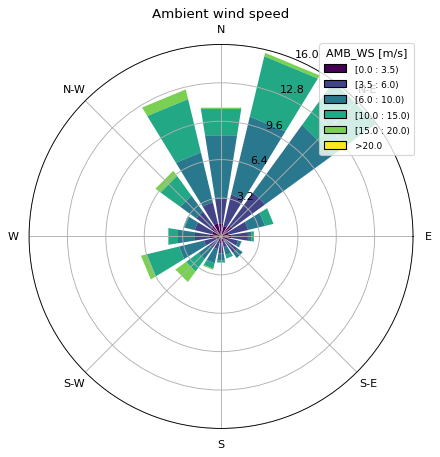 Ambient wind speed
N
N-W
N-E
W
E
S-W
S-E
S
16.0
12.8
9.6
6.4
3.2
AMB_WS [m/s]
[0.0 : 3.5)
[3.5 : 6.0)
[6.0 : 10.0)
[10.0 : 15.0)
[15.0 : 20.0)
>20.0